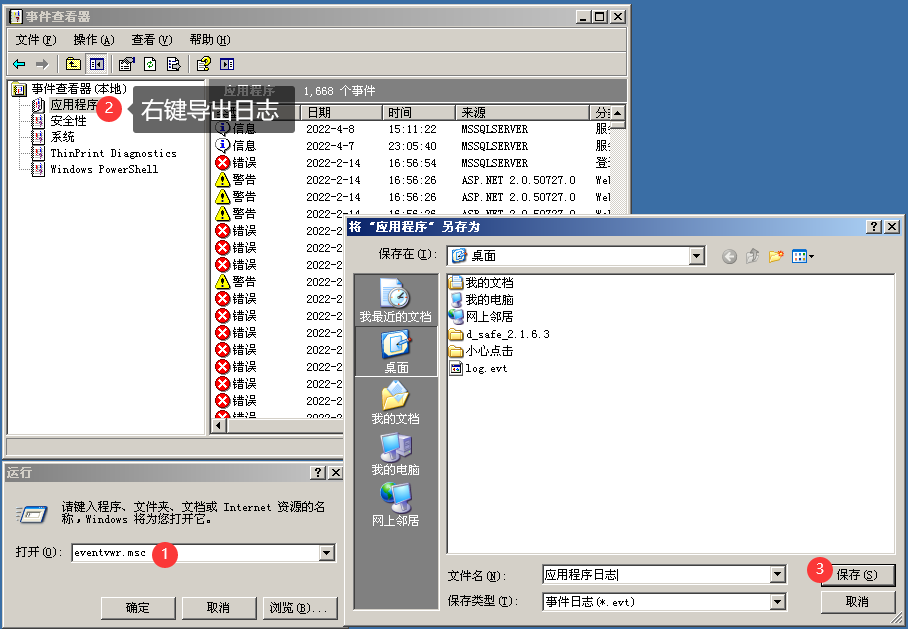 事件查看器
文件(F) 操作(A) 查看(V) 帮助(H)
事件查看器(本地)
应用程序
安全性
系统
ThinPrint Diagnostics
Windows PowerShell
2
右键导出日志
应用程序 1,668 个事件
日期 时间 来源
信息 2022-4-8 15:11:22 MSSQLSERVER
信息 2022-4-7 23:05:40 MSSQLSERVER
错误 2022-2-14 16:56:54 MSSQLSERVER
警告 2022-2-14 16:56:26 ASP.NET 2.0.50727.0
警告 2022-2-14 16:56:26 ASP.NET 2.0.50727.0
警告 2022-2-14 16:56:26 ASP.NET 2.0.50727.0
错误
错误 2022-2
错误 2022-2
警告 2022-2
错误 2022-2
错误 2022-2
错误 2022-2
错误 2022-2
错误 2022-2
错误 2022-2
错误 2022-2
错误 2022-2
将 “应用程序” 另存为
保存在(I):
桌面
我最近的文档
桌面
我的文档
我的电脑
网上邻居
我的文档
我的电脑
网上邻居
d_safe_2.1.6.3
小心点击
log.evt
文件名(N):
应用程序日志
保存类型(T):
事件日志(*.evt)
3
保存(S)
取消
运行
请键入程序、文件夹、文档或 Internet 资源的名
称,Windows 将为您打开它。
打开(O):
eventvwr.msc
1
确定
取消
浏览(B)...